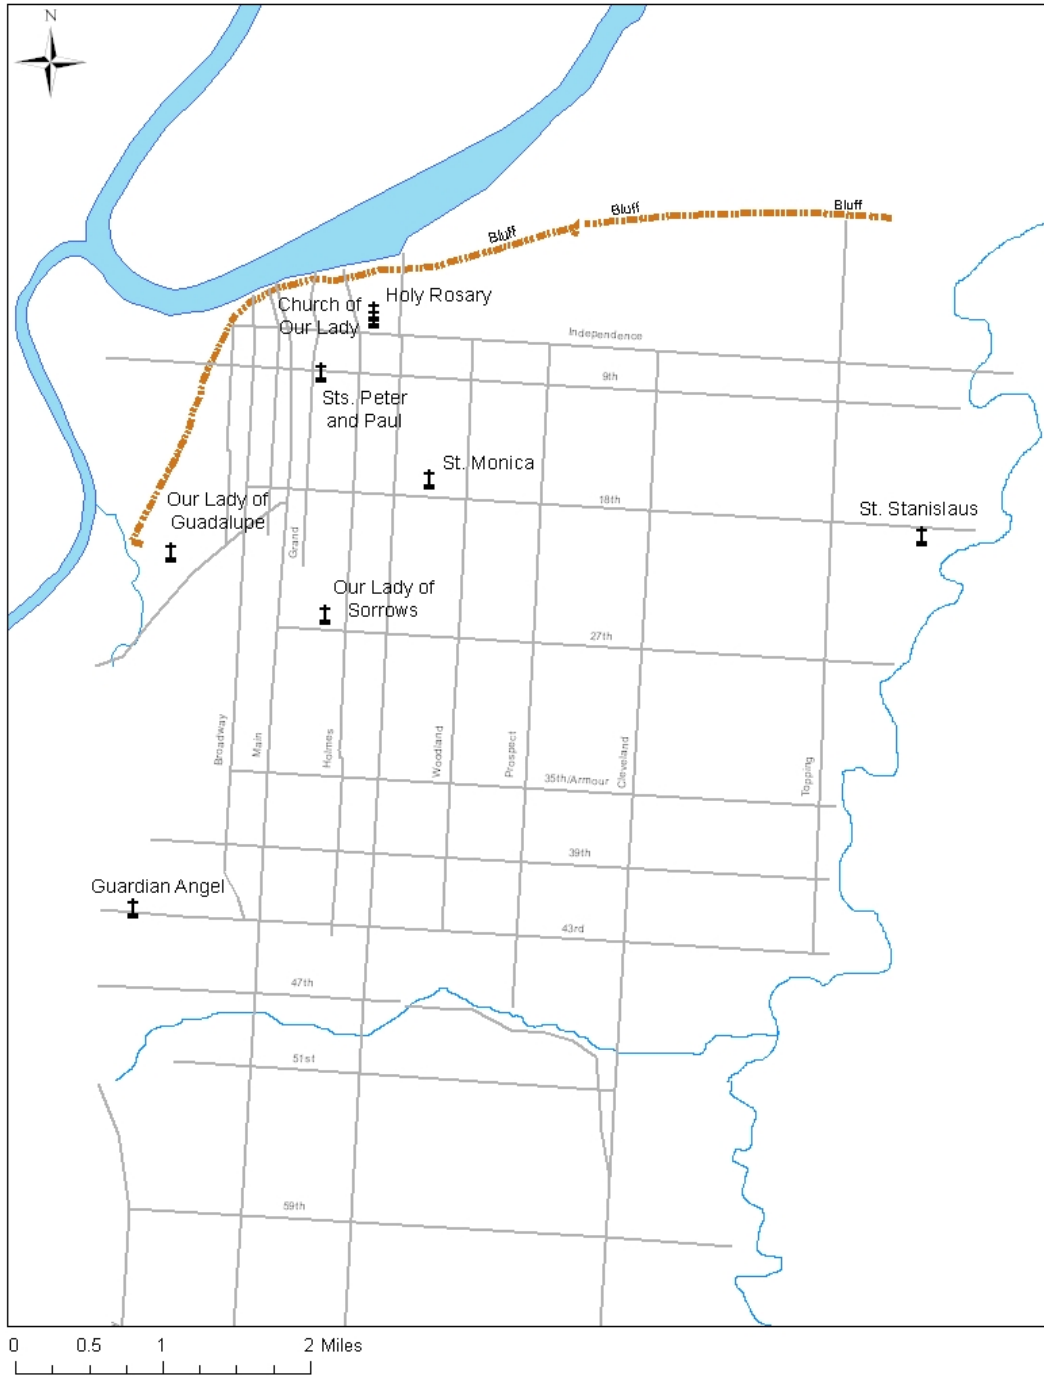 N
Bluff
Bluff
Bluff
Holy Rosary
Church of
Our Lady
Independence
9th
Sts. Peter
and Paul
St. Monica
Our Lady of
Guadalupe
18th
St. Stanislaus
Grand
Our Lady of
Sorrows
27th
Broadway
Main
Holmes
Woodland
Prospect
Cleveland
Topping
35th/Armour
39th
Guardian Angel
43rd
47th
51st
59th
0 0.5 1 2 Miles